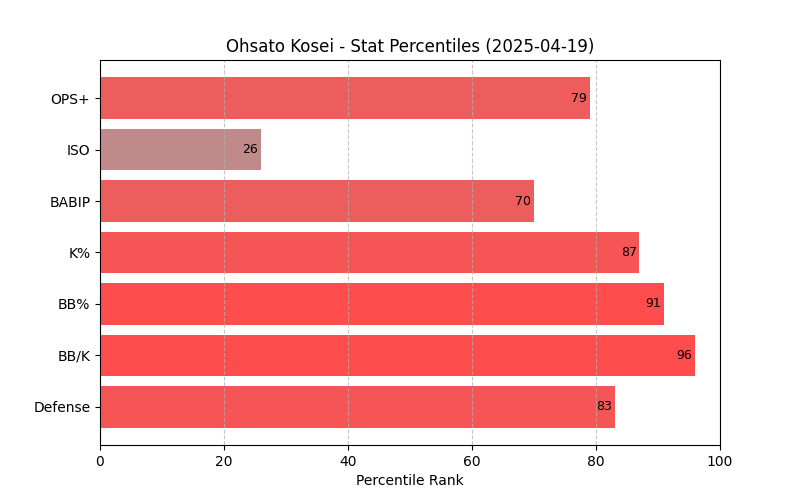 Ohsato Kosei - Stat Percentiles (2025-04-19)
OPS+ 79
ISO 26
BABIP 70
K% 87
BB% 91
BB/K 96
Defense 83
0 20 40 60 80 100
Percentile Rank